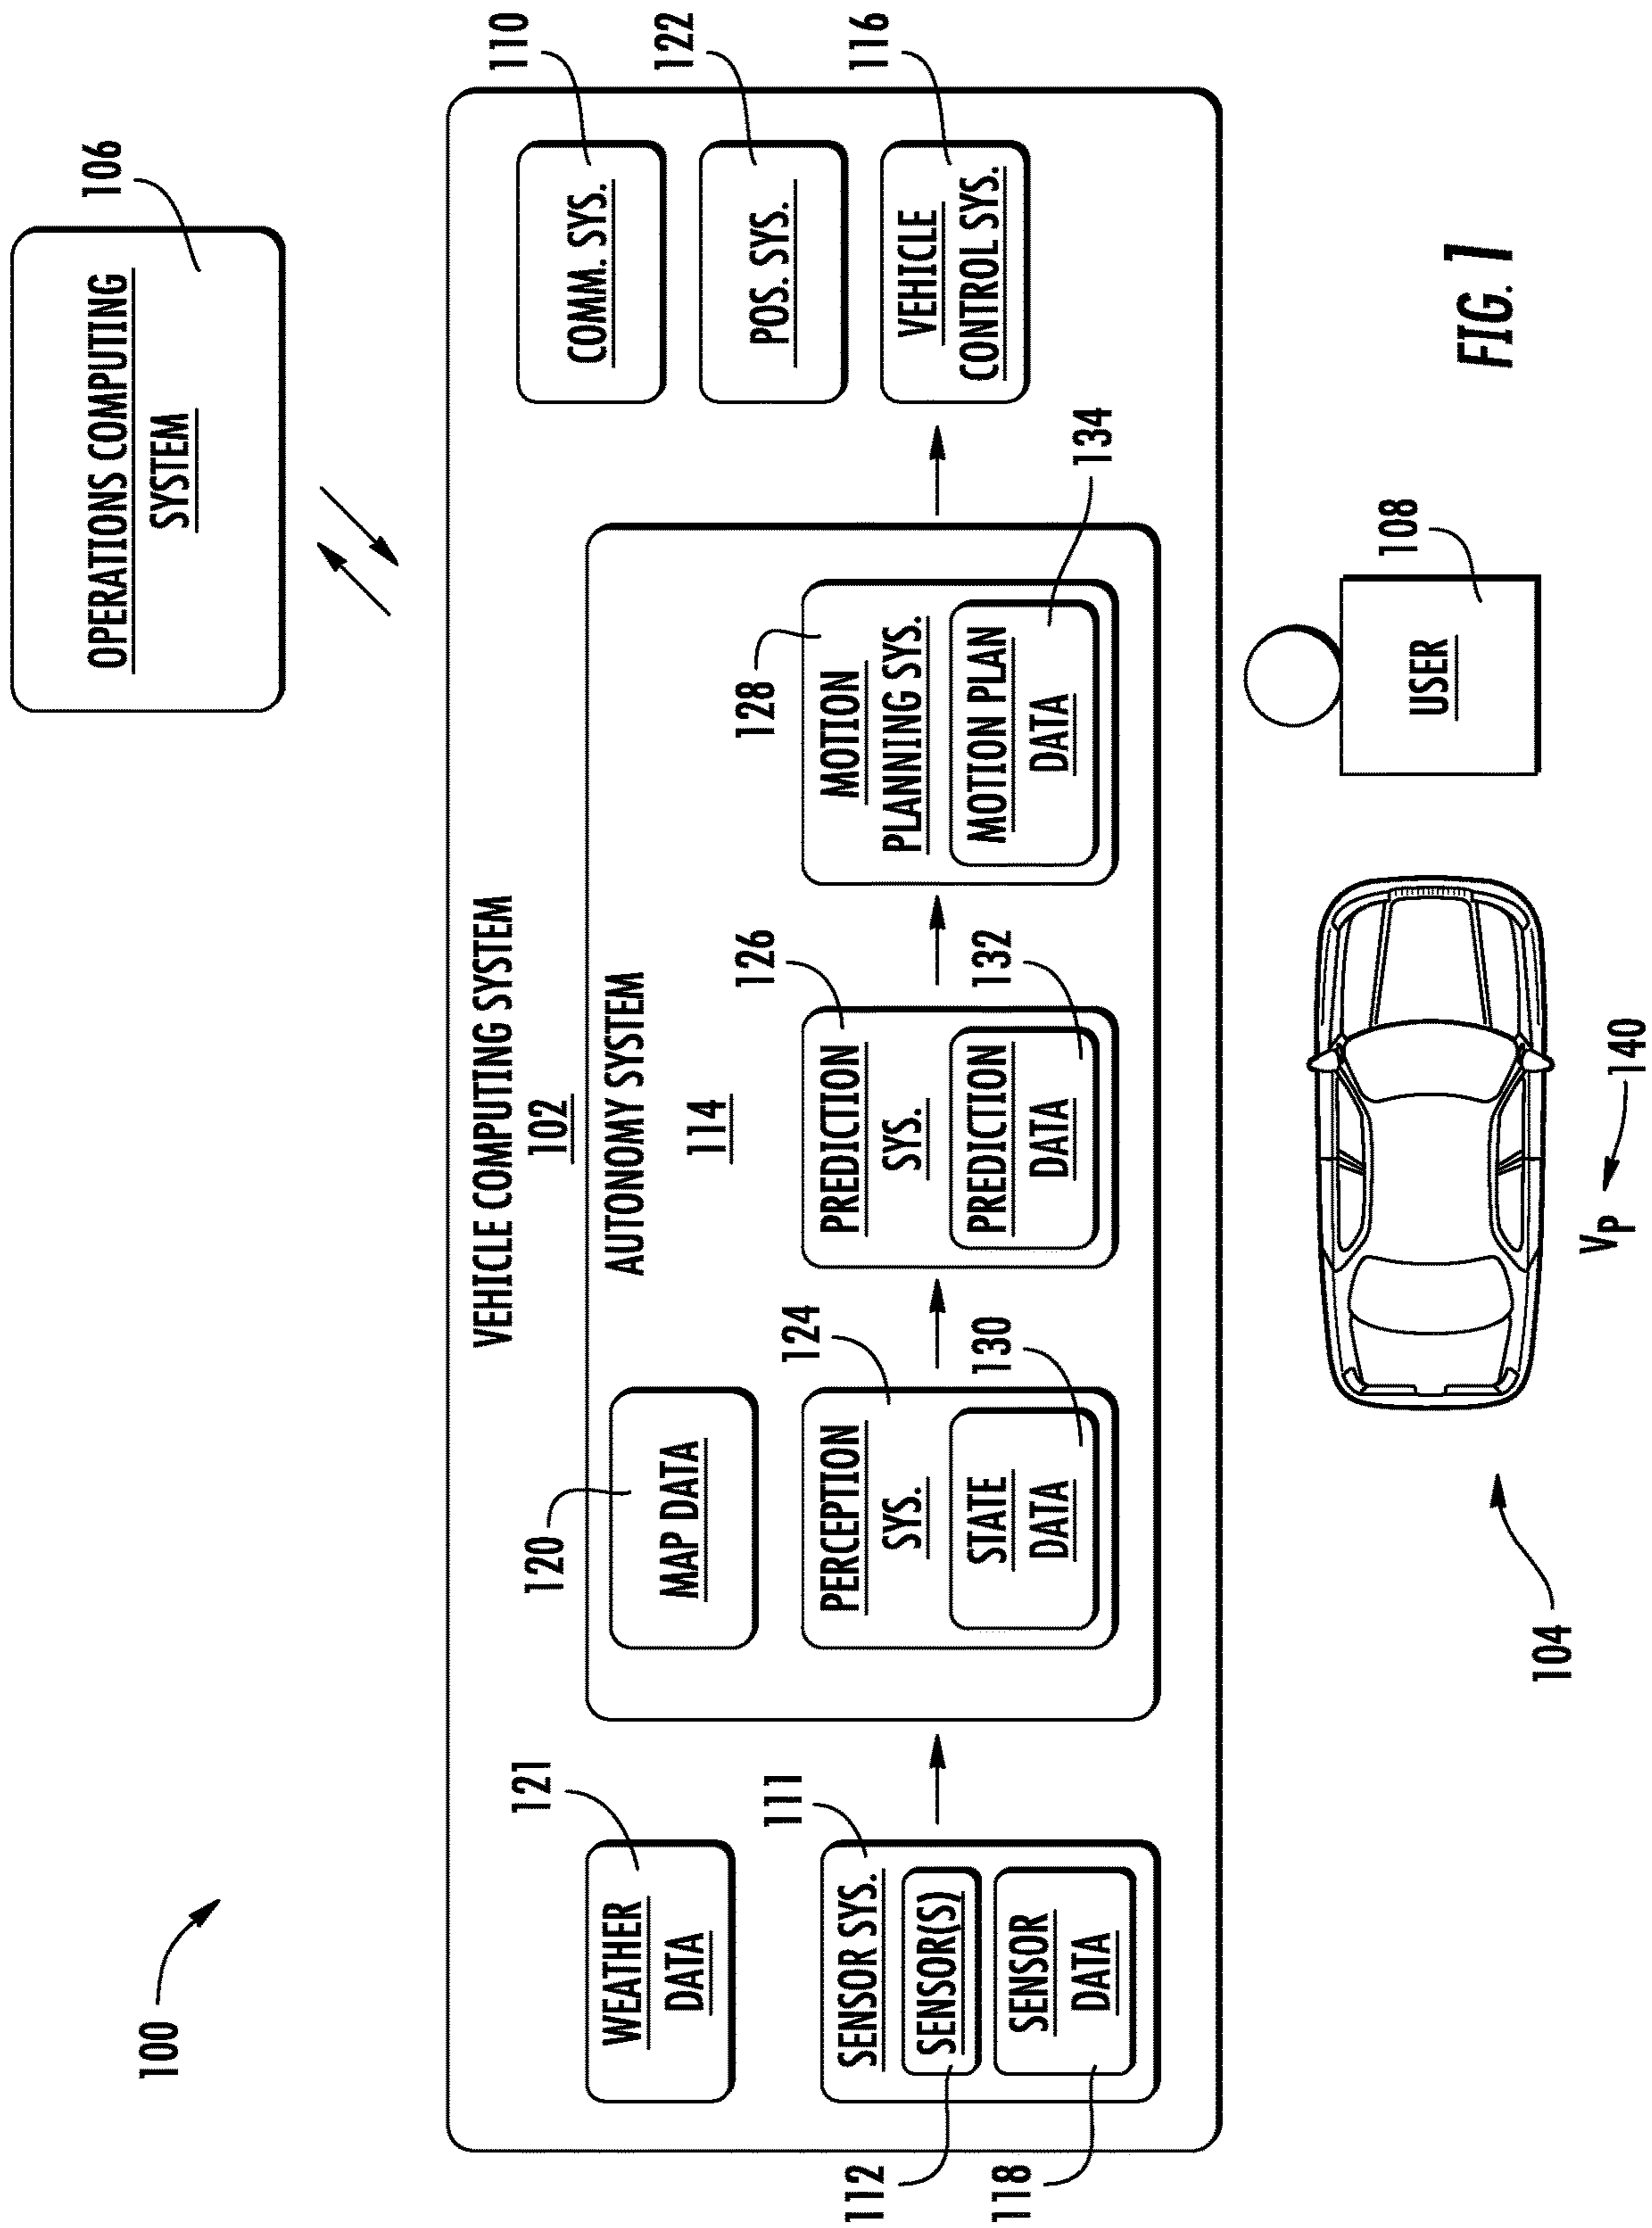 100
OPERATIONS COMPUTING
SYSTEM
106
VEHICLE COMPUTING SYSTEM
102
WEATHER
DATA
121
SENSOR SYS.
111
SENSOR(S)
112
SENSOR
DATA
118
AUTONOMY SYSTEM
114
120
MAP DATA
PERCEPTION
SYS.
124
STATE
DATA
130
PREDICTION
SYS.
126
PREDICTION
DATA
132
MOTION
PLANNING SYS.
128
MOTION PLAN
DATA
134
COMM. SYS.
110
POS. SYS.
122
VEHICLE
CONTROL SYS.
116
104
VP
140
USER
108
FIG. 1